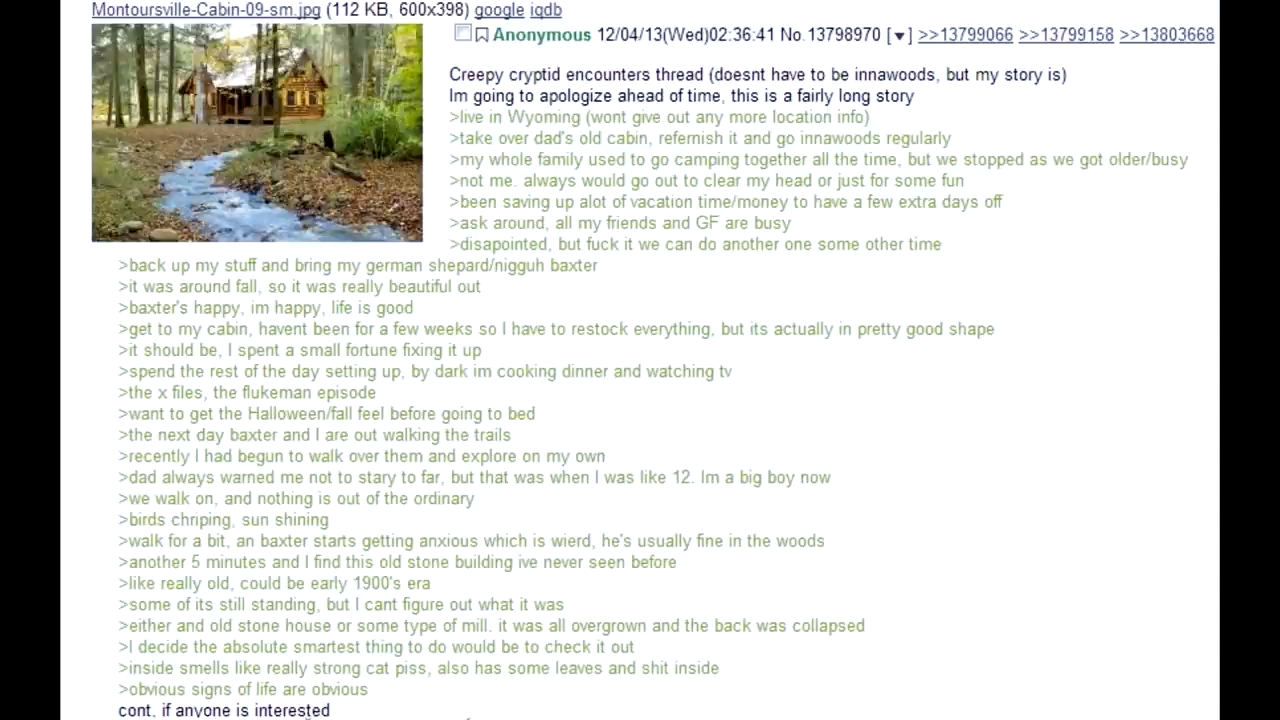 Montoursville-Cabin-09-sm.jpg (112 KB, 600x398) google iqdb
Anonymous 12/04/13(Wed)02:36:41 No.13798970 [▼] >>13799066 >>13799158 >>13803668
Creepy cryptid encounters thread (doesnt have to be innawoods, but my story is)
Im going to apologize ahead of time, this is a fairly long story
>live in Wyoming (wont give out any more location info)
>take over dad's old cabin, refernish it and go innawoods regularly
>my whole family used to go camping together all the time, but we stopped as we got older/busy
>not me. always would go out to clear my head or just for some fun
>been saving up alot of vacation time/money to have a few extra days off
>ask around, all my friends and GF are busy
>disapointed, but fuck it we can do another one some other time
>back up my stuff and bring my german shepard/nigguh baxter
>it was around fall, so it was really beautiful out
>baxter's happy, im happy, life is good
>get to my cabin, havent been for a few weeks so I have to restock everything, but its actually in pretty good shape
>it should be, I spent a small fortune fixing it up
>spend the rest of the day setting up, by dark im cooking dinner and watching tv
>the x files, the flukeman episode
>want to get the Halloween/fall feel before going to bed
>the next day baxter and I are out walking the trails
>recently I had begun to walk over them and explore on my own
>dad always warned me not to stary to far, but that was when I was like 12. Im a big boy now
>we walk on, and nothing is out of the ordinary
>birds chriping, sun shining
>walk for a bit, an baxter starts getting anxious which is wierd, he's usually fine in the woods
>another 5 minutes and I find this old stone building ive never seen before
>like really old, could be early 1900's era
>some of its still standing, but I cant figure out what it was
>either and old stone house or some type of mill. it was all overgrown and the back was collapsed
>I decide the absolute smartest thing to do would be to check it out
>inside smells like really strong cat piss, also has some leaves and shit inside
>obvious signs of life are obvious
cont. if anyone is interested